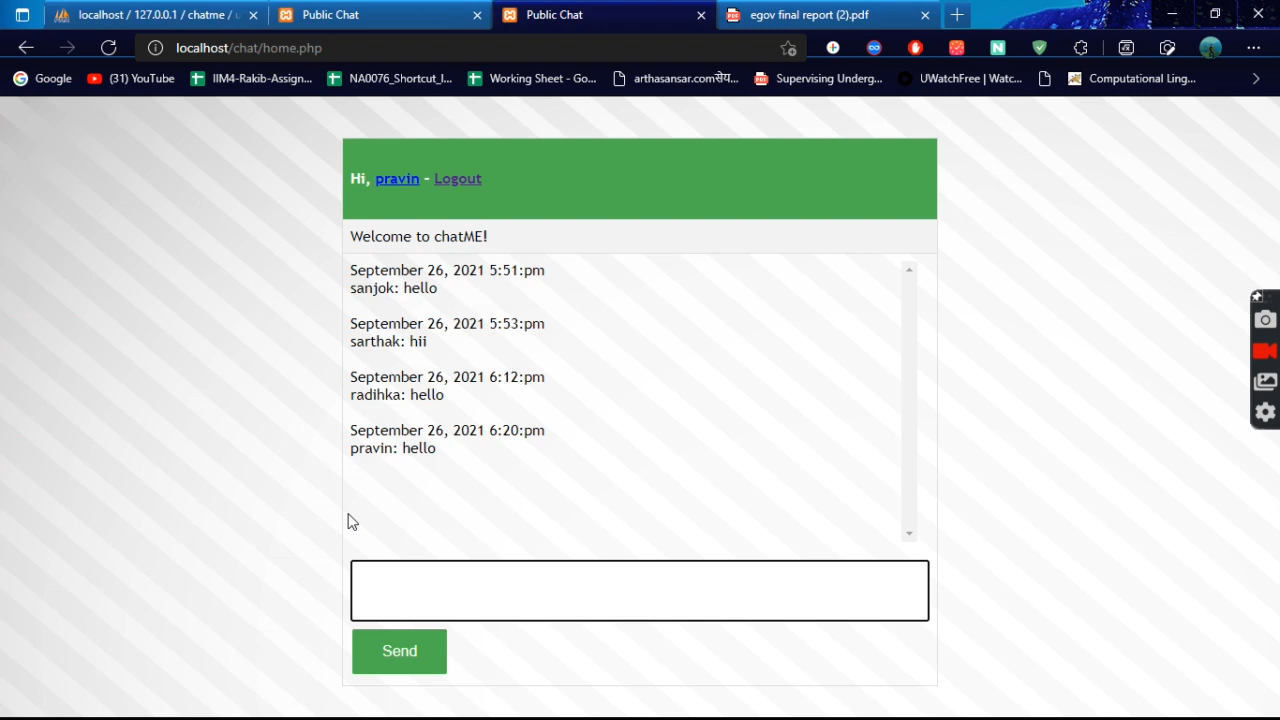 localhost / 127.0.0.1 / chatme / u
Public Chat
Public Chat
egov final report (2).pdf
localhost/chat/home.php
Google
(31) YouTube
IIM4-Rakib-Assign...
NA0076_Shortcut_I...
Working Sheet - Go...
arthasansar.comसेय...
Supervising Underg...
UWatchFree | Watc...
Computational Ling...
Hi, pravin - Logout
Welcome to chatME!
September 26, 2021 5:51:pm
sanjok: hello
September 26, 2021 5:53:pm
sarthak: hii
September 26, 2021 6:12:pm
radihka: hello
September 26, 2021 6:20:pm
pravin: hello
Send